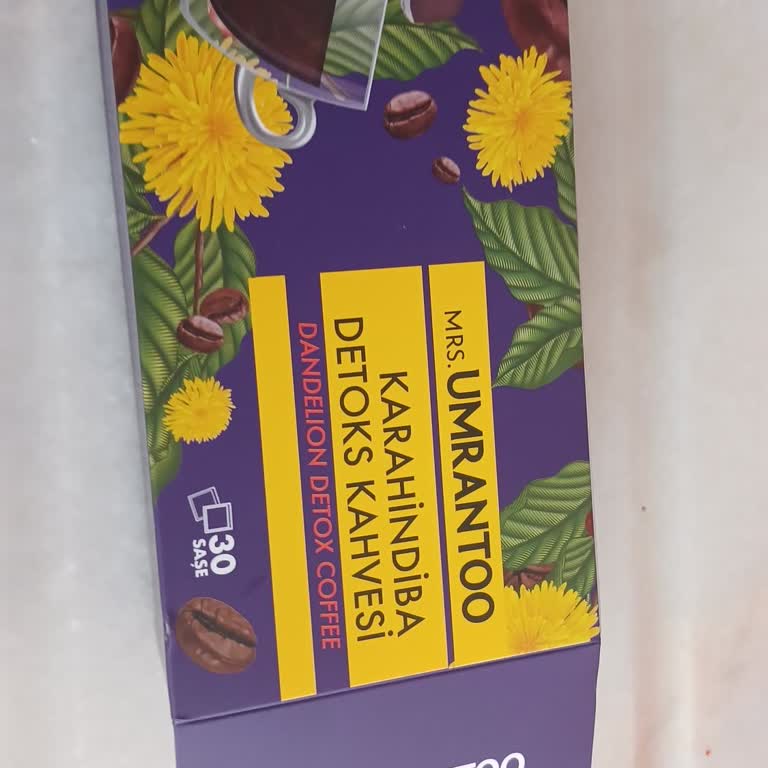 MRS. UMRANTOO
KARAHİNDİBA
DETOKS KAHVESİ
DANDELION DETOX COFFEE
30
SAŞE